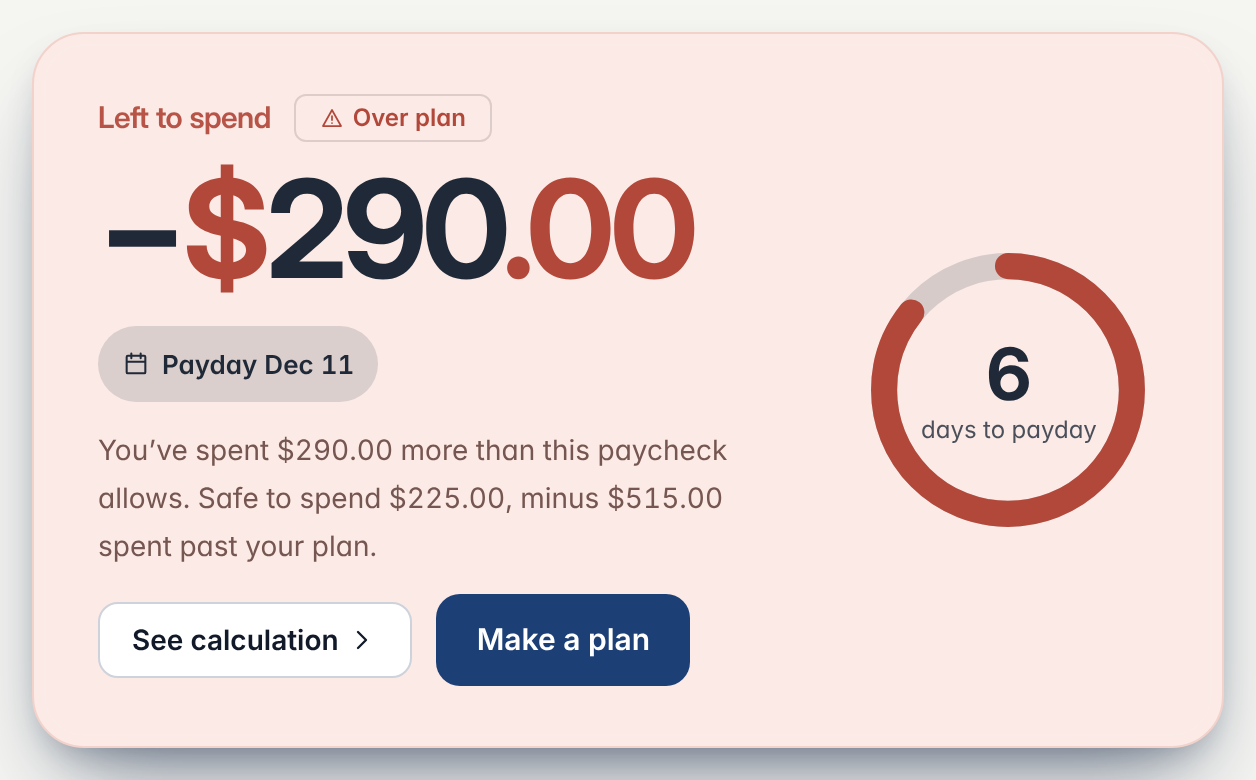 Left to spend
Over plan
–$290.00
Payday Dec 11
You’ve spent $290.00 more than this paycheck
allows. Safe to spend $225.00, minus $515.00
spent past your plan.
See calculation
Make a plan
6
days to payday